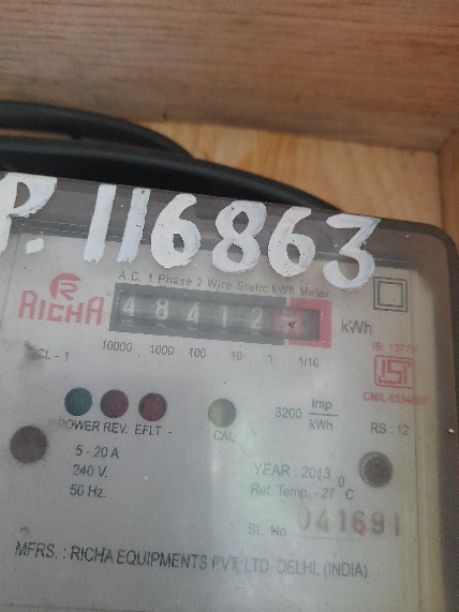 P. 116863
A.C. 1 Phase 2 Wire Static kWh Meter
RICHA
48412
kWh
10000 1000 100 10 1 1/10
CL - 1
IS: 1377
ISI
POWER REV. EFLT -
CAL
3200 Imp/kWh
RS : 12
5 - 20 A
240 V.
50 Hz.
YEAR : 2013
Ref. Temp. - 27 °C
SL. No. 041691
MFRS. : RICHA EQUIPMENTS PVT. LTD. DELHI, (INDIA).